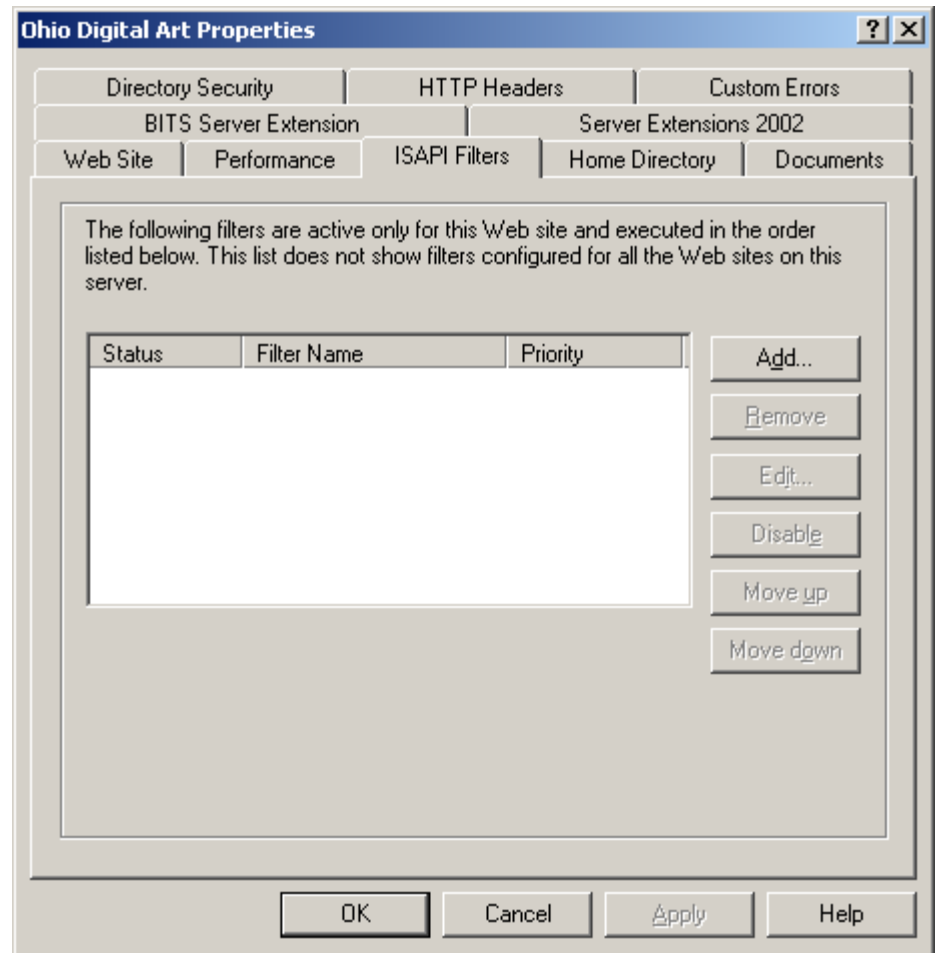 Ohio Digital Art Properties
Directory Security HTTP Headers Custom Errors
BITS Server Extension Server Extensions 2002
Web Site Performance ISAPI Filters Home Directory Documents
The following filters are active only for this Web site and executed in the order
listed below. This list does not show filters configured for all the Web sites on this
server.
Status Filter Name Priority
Add...
Remove
Edit...
Disable
Move up
Move down
OK Cancel Apply Help